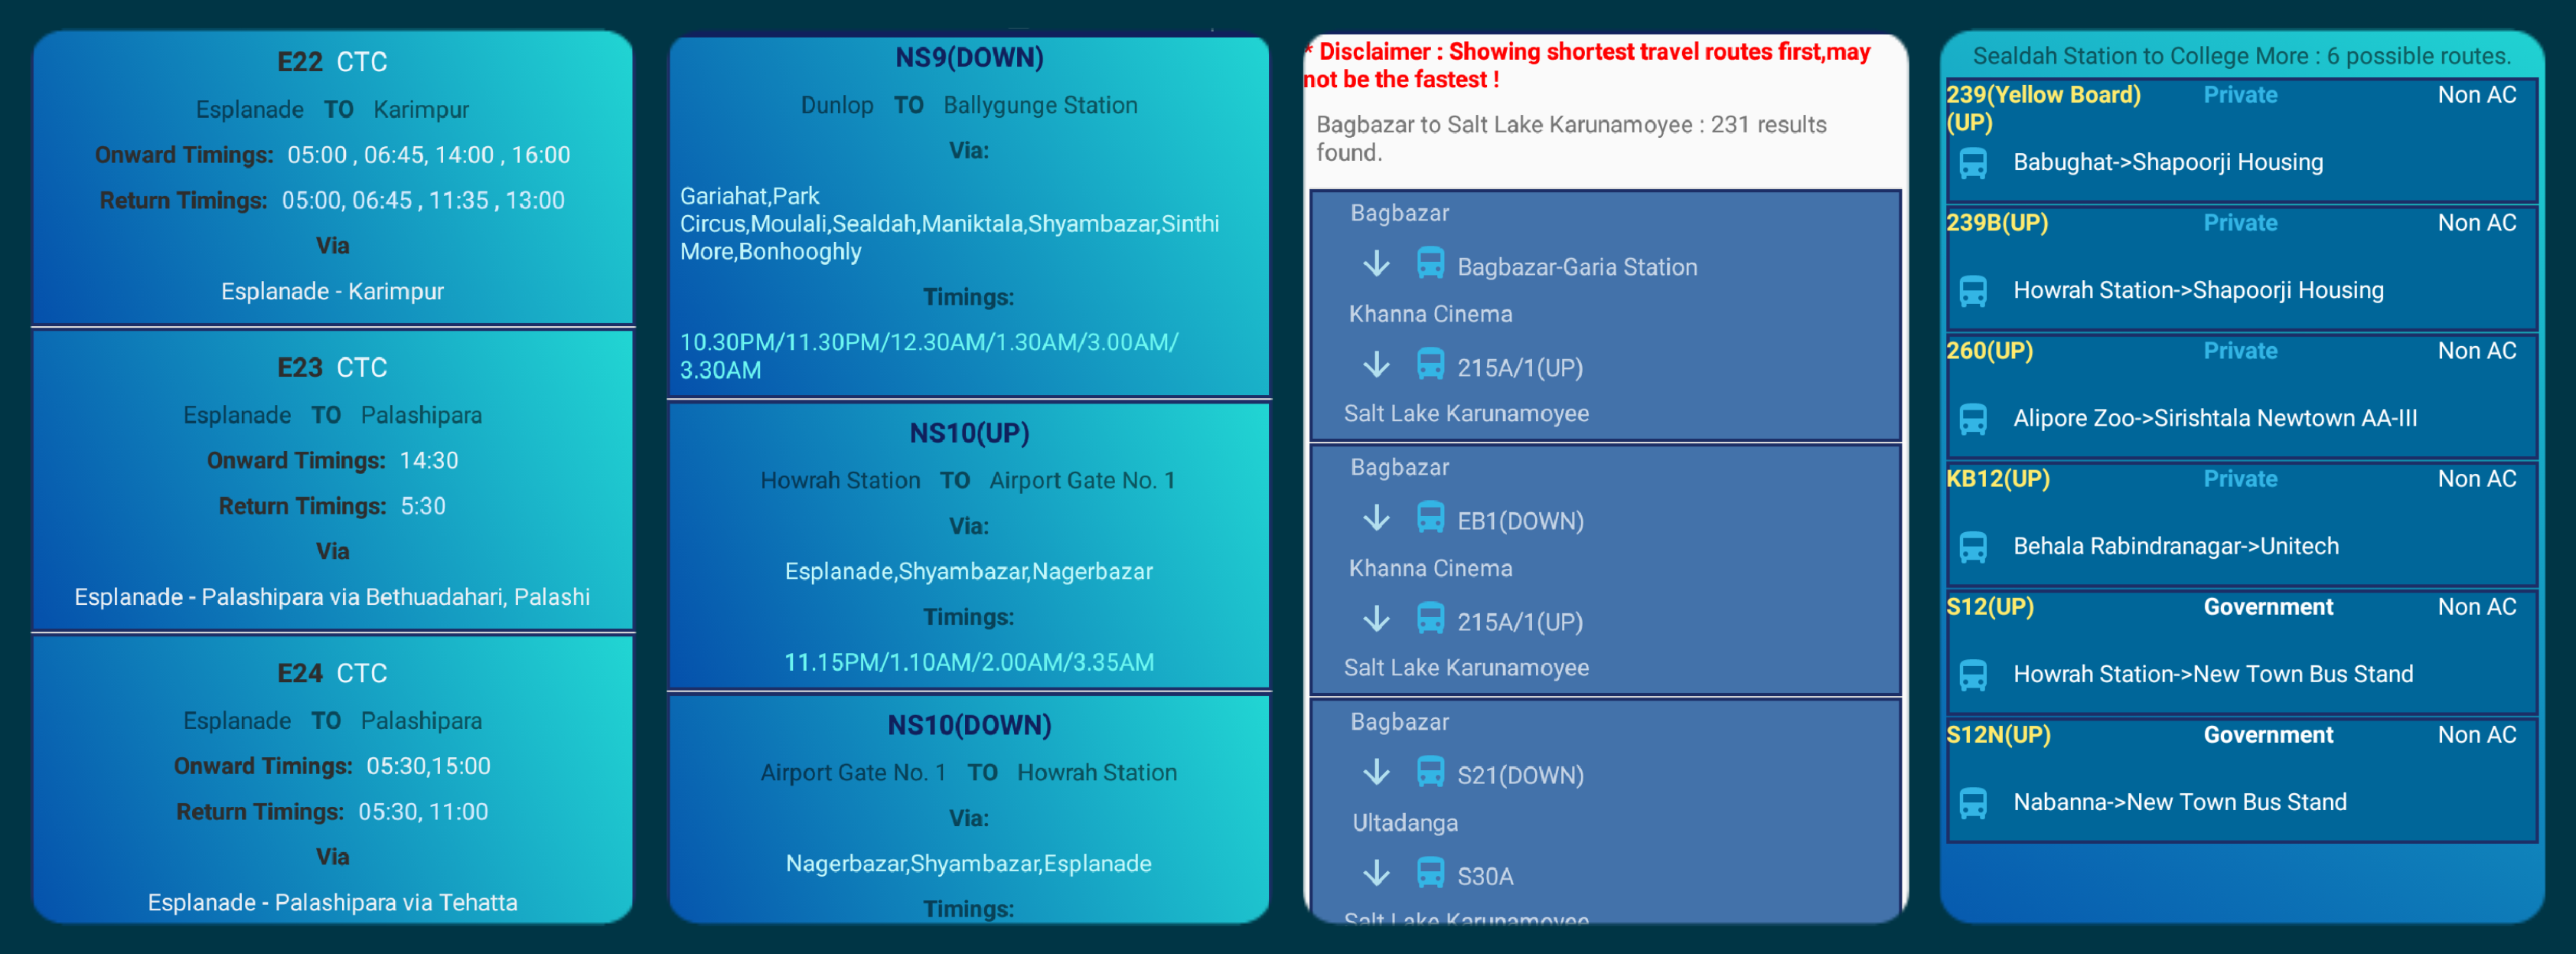 E22 CTC
Esplanade TO Karimpur
Onward Timings: 05:00 , 06:45, 14:00 , 16:00
Return Timings: 05:00, 06:45 , 11:35 , 13:00
Via
Esplanade - Karimpur
E23 CTC
Esplanade TO Palashipara
Onward Timings: 14:30
Return Timings: 5:30
Via
Esplanade - Palashipara via Bethuadahari, Palashi
E24 CTC
Esplanade TO Palashipara
Onward Timings: 05:30,15:00
Return Timings: 05:30, 11:00
Via
Esplanade - Palashipara via Tehatta
NS9(DOWN)
Dunlop TO Ballygunge Station
Via:
Gariahat,Park
Circus,Moulali,Sealdah,Maniktala,Shyambazar,Sinthi
More,Bonhooghly
Timings:
10.30PM/11.30PM/12.30AM/1.30AM/3.00AM/
3.30AM
NS10(UP)
Howrah Station TO Airport Gate No. 1
Via:
Esplanade,Shyambazar,Nagerbazar
Timings:
11.15PM/1.10AM/2.00AM/3.35AM
NS10(DOWN)
Airport Gate No. 1 TO Howrah Station
Via:
Nagerbazar,Shyambazar,Esplanade
Timings:
* Disclaimer : Showing shortest travel routes first,may
not be the fastest !
Bagbazar to Salt Lake Karunamoyee : 231 results
found.
Bagbazar
Bagbazar-Garia Station
Khanna Cinema
215A/1(UP)
Salt Lake Karunamoyee
Bagbazar
EB1(DOWN)
Khanna Cinema
215A/1(UP)
Salt Lake Karunamoyee
Bagbazar
S21(DOWN)
Ultadanga
S30A
Salt Lake Karunamoyee
Sealdah Station to College More : 6 possible routes.
239(Yellow Board) Private Non AC
(UP)
Babughat->Shapoorji Housing
239B(UP) Private Non AC
Howrah Station->Shapoorji Housing
260(UP) Private Non AC
Alipore Zoo->Sirishtala Newtown AA-III
KB12(UP) Private Non AC
Behala Rabindranagar->Unitech
S12(UP) Government Non AC
Howrah Station->New Town Bus Stand
S12N(UP) Government Non AC
Nabanna->New Town Bus Stand